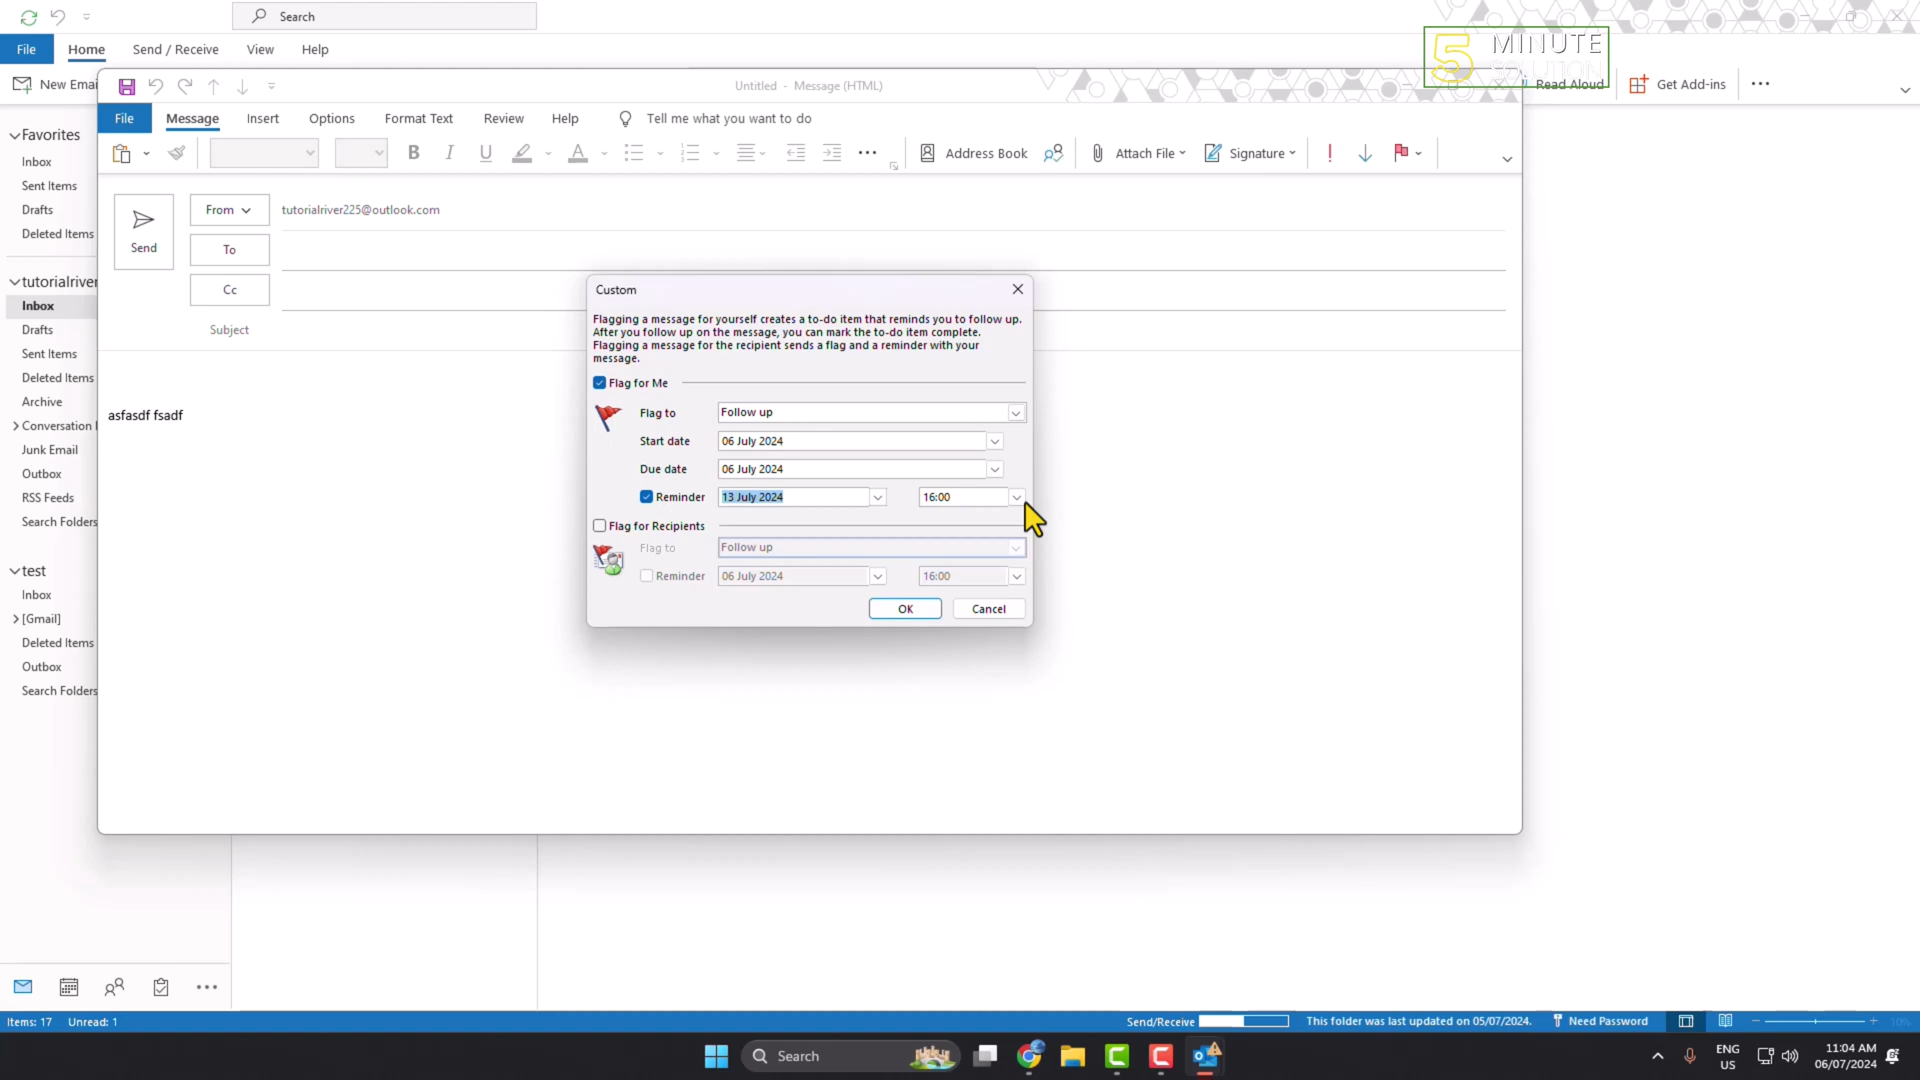 Search
File
Home
Send / Receive
View
Help
New Emai
Untitled - Message (HTML)
Read Aloud
Get Add-ins
5 MINUTE
SOLUTION
File
Message
Insert
Options
Format Text
Review
Help
Tell me what you want to do
B I U A
Address Book
Attach File
Signature
Favorites
Inbox
Sent Items
Drafts
Deleted Items
tutorialriver
Inbox
Drafts
Sent Items
Deleted Items
Archive
Conversation
Junk Email
Outbox
RSS Feeds
Search Folders
test
Inbox
[Gmail]
Deleted Items
Outbox
Search Folders
Send
From
tutorialriver225@outlook.com
To
Cc
Subject
asfasdf fsadf
Custom
Flagging a message for yourself creates a to-do item that reminds you to follow up.
After you follow up on the message, you can mark the to-do item complete.
Flagging a message for the recipient sends a flag and a reminder with your
message.
Flag for Me
Flag to Follow up
Start date 06 July 2024
Due date 06 July 2024
Reminder 13 July 2024 16:00
Flag for Recipients
Flag to Follow up
Reminder 06 July 2024 16:00
OK
Cancel
Items: 17 Unread: 1
Send/Receive
This folder was last updated on 05/07/2024.
Need Password
10%
Search
ENG
US
11:04 AM
06/07/2024